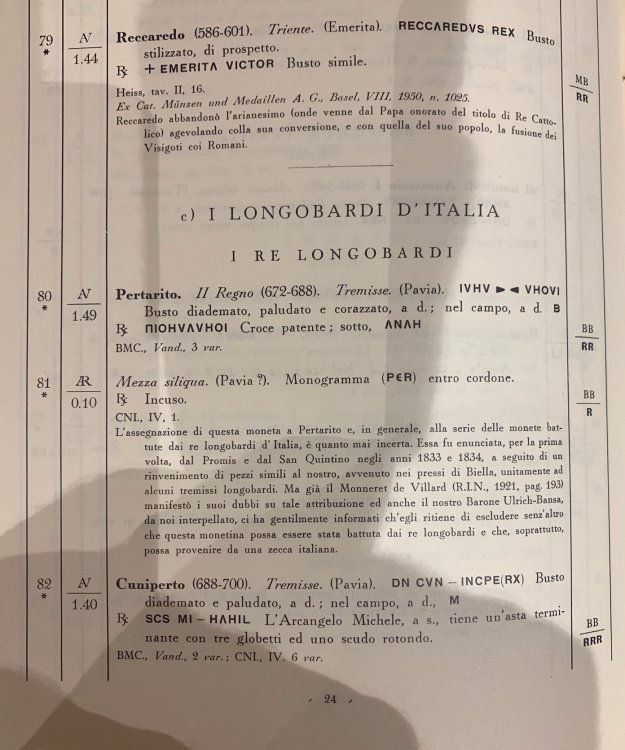 79 * N 1.44 Reccaredo (586-601). Triente. (Emerita). RECCΛREDVS REX Busto
stilizzato, di prospetto.
℞ + EMERITΛ VICTOR Busto simile.
MB RR
Heiss, tav. II, 16.
Ex Cat. Münzen und Medaillen A. G., Basel, VIII, 1950, n. 1025.
Reccaredo abbandonò l'arianesimo (onde venne dal Papa onorato del titolo di Re Catto-
lico) agevolando colla sua conversione, e con quella del suo popolo, la fusione dei
Visigoti coi Romani.
c) I LONGOBARDI D'ITALIA
I RE LONGOBARDI
80 * N 1.49 Pertarito. II Regno (672-688). Tremisse. (Pavia). IVHV ►◄ VHOVI
Busto diademato, paludato e corazzato, a d.; nel campo, a d. B
℞ ΠIOHVΛVHOI Croce patente; sotto, ΛNΛH
BB RR
BMC., Vand., 3 var.
81 * ÆR 0.10 Mezza siliqua. (Pavia?). Monogramma (PЄR) entro cordone.
℞ Incuso.
BB R
CNI., IV, 1.
L'assegnazione di questa moneta a Pertarito e, in generale, alla serie delle monete bat-
tute dai re longobardi d'Italia, è quanto mai incerta. Essa fu enunciata, per la prima
volta, dal Promis e dal San Quintino negli anni 1833 e 1834, a seguito di un
rinvenimento di pezzi simili al nostro, avvenuto nei pressi di Biella, unitamente ad
alcuni tremissi longobardi. Ma già il Monneret de Villard (R.I.N., 1921, pag. 193)
manifestò i suoi dubbi su tale attribuzione ed anche il nostro Barone Ulrich-Bansa,
da noi interpellato, ci ha gentilmente informati ch'egli ritiene di escludere senz'altro
che questa monetina possa essere stata battuta dai re longobardi e che, soprattutto,
possa provenire da una zecca italiana.
82 * N 1.40 Cuniperto (688-700). Tremisse. (Pavia). DN CVN – INCPE(RX) Busto
diademato e paludato, a d.; nel campo, a d., M
℞ SCS MI – HAHIL L'Arcangelo Michele, a s., tiene un'asta termi-
nante con tre globetti ed uno scudo rotondo.
BB RRR
BMC., Vand., 2 var.; CNI., IV. 6 var.
- 24 -